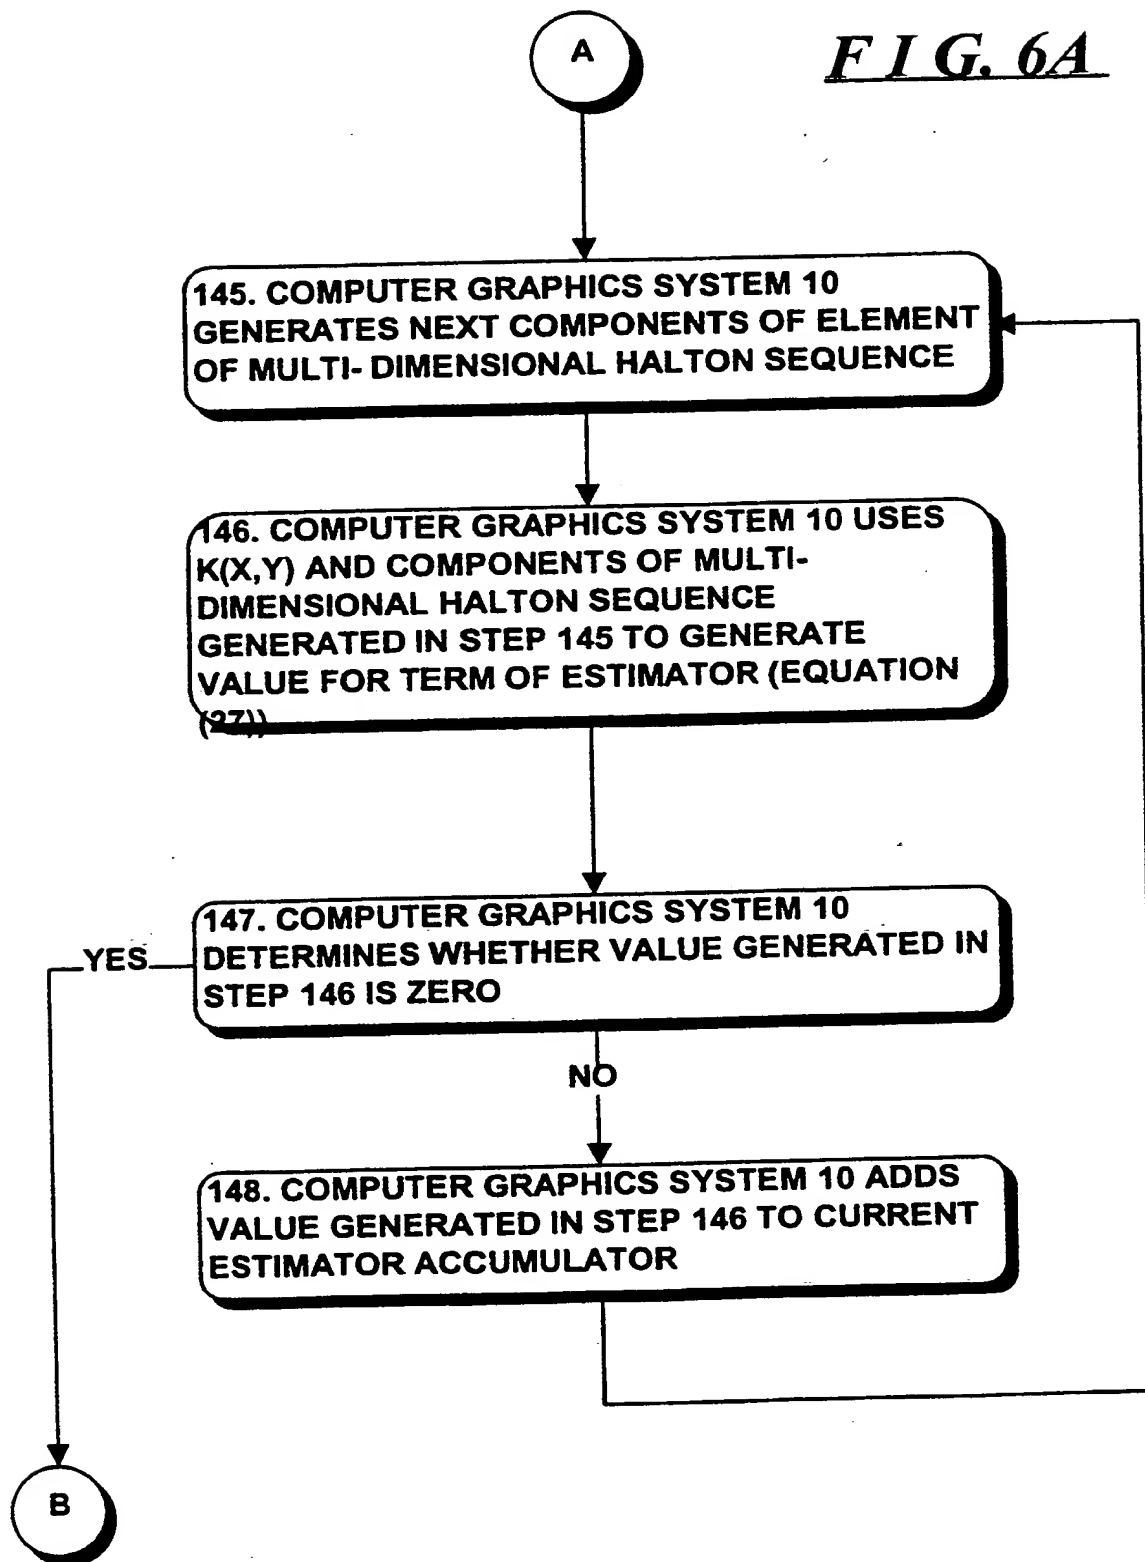 A
FIG. 6A
145. COMPUTER GRAPHICS SYSTEM 10
GENERATES NEXT COMPONENTS OF ELEMENT
OF MULTI- DIMENSIONAL HALTON SEQUENCE
146. COMPUTER GRAPHICS SYSTEM 10 USES
K(X,Y) AND COMPONENTS OF MULTI-
DIMENSIONAL HALTON SEQUENCE
GENERATED IN STEP 145 TO GENERATE
VALUE FOR TERM OF ESTIMATOR (EQUATION
(27))
147. COMPUTER GRAPHICS SYSTEM 10
DETERMINES WHETHER VALUE GENERATED IN
STEP 146 IS ZERO
YES
NO
148. COMPUTER GRAPHICS SYSTEM 10 ADDS
VALUE GENERATED IN STEP 146 TO CURRENT
ESTIMATOR ACCUMULATOR
B